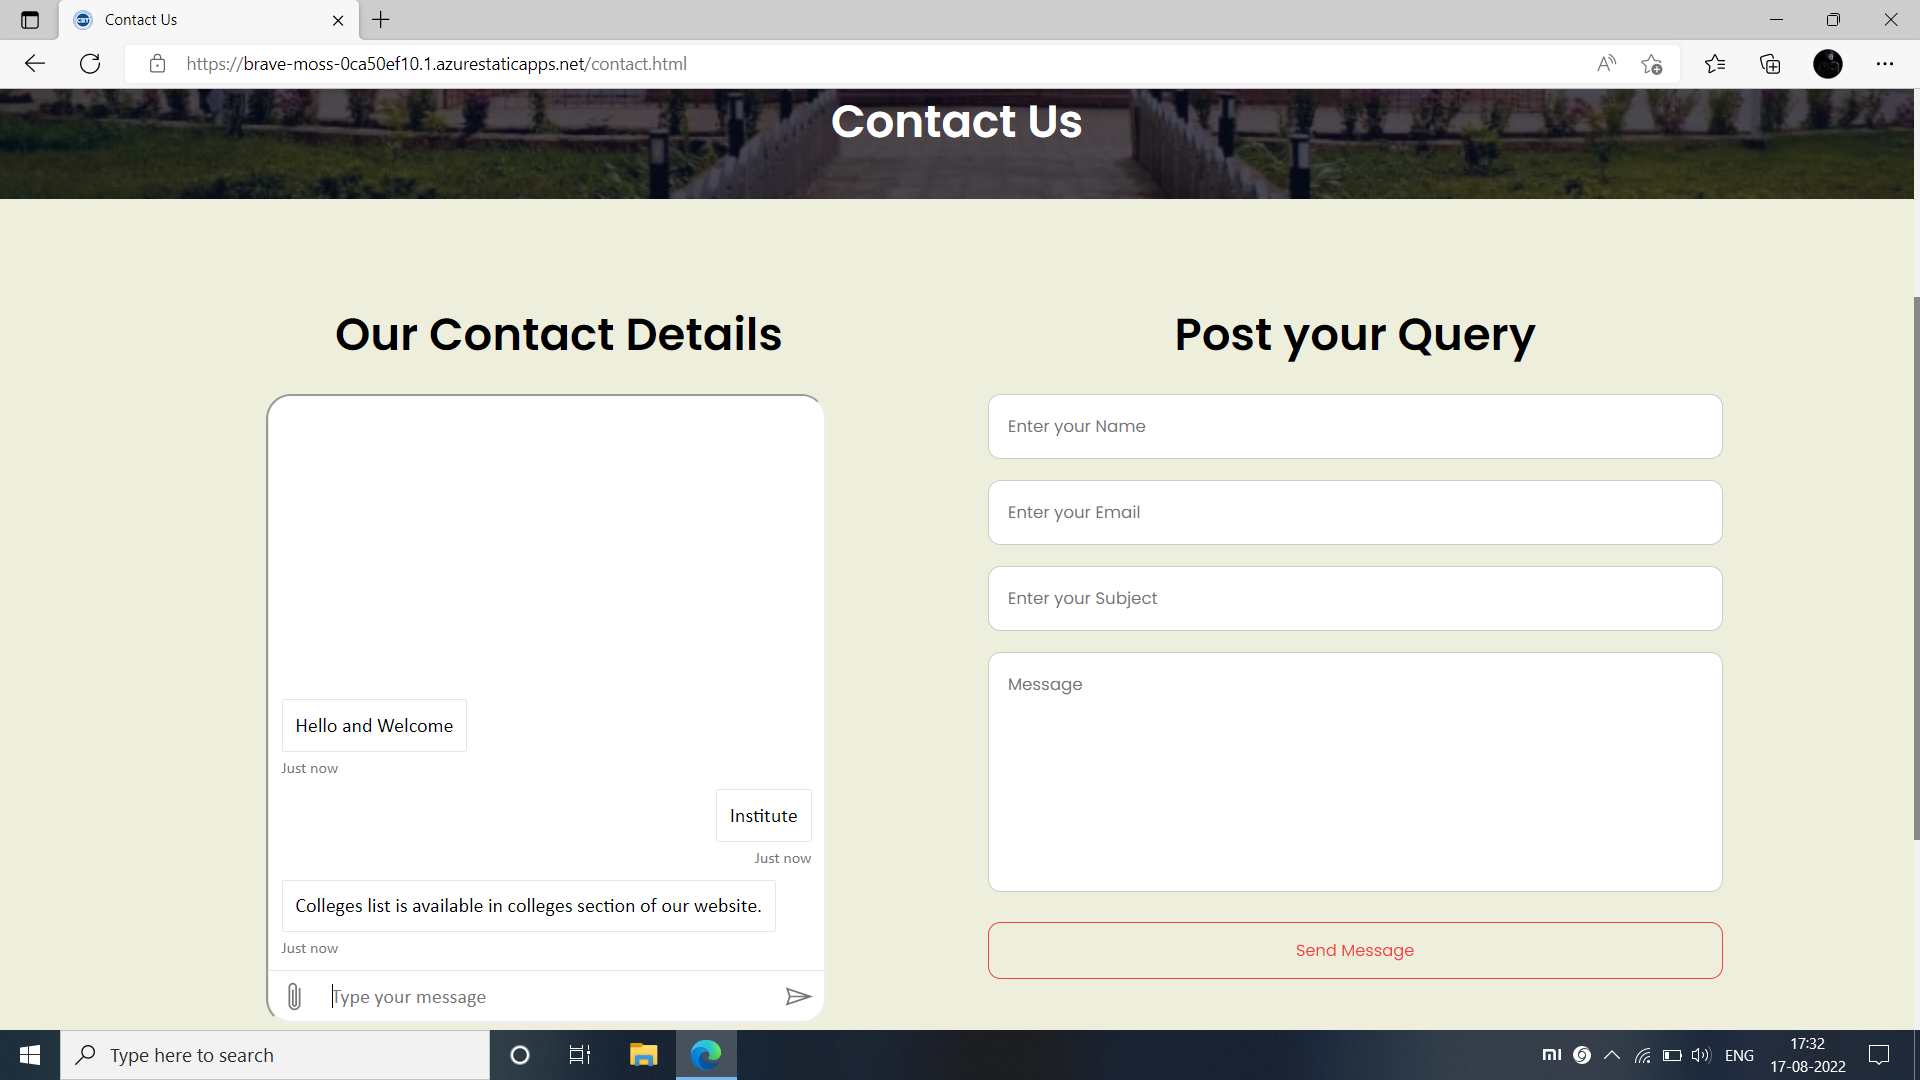 Contact Us
https://brave-moss-0ca50ef10.1.azurestaticapps.net/contact.html
Contact Us
Our Contact Details
Hello and Welcome
Just now
Institute
Just now
Colleges list is available in colleges section of our website.
Just now
Type your message
Post your Query
Enter your Name
Enter your Email
Enter your Subject
Message
Send Message
Type here to search
ENG
17:32
17-08-2022